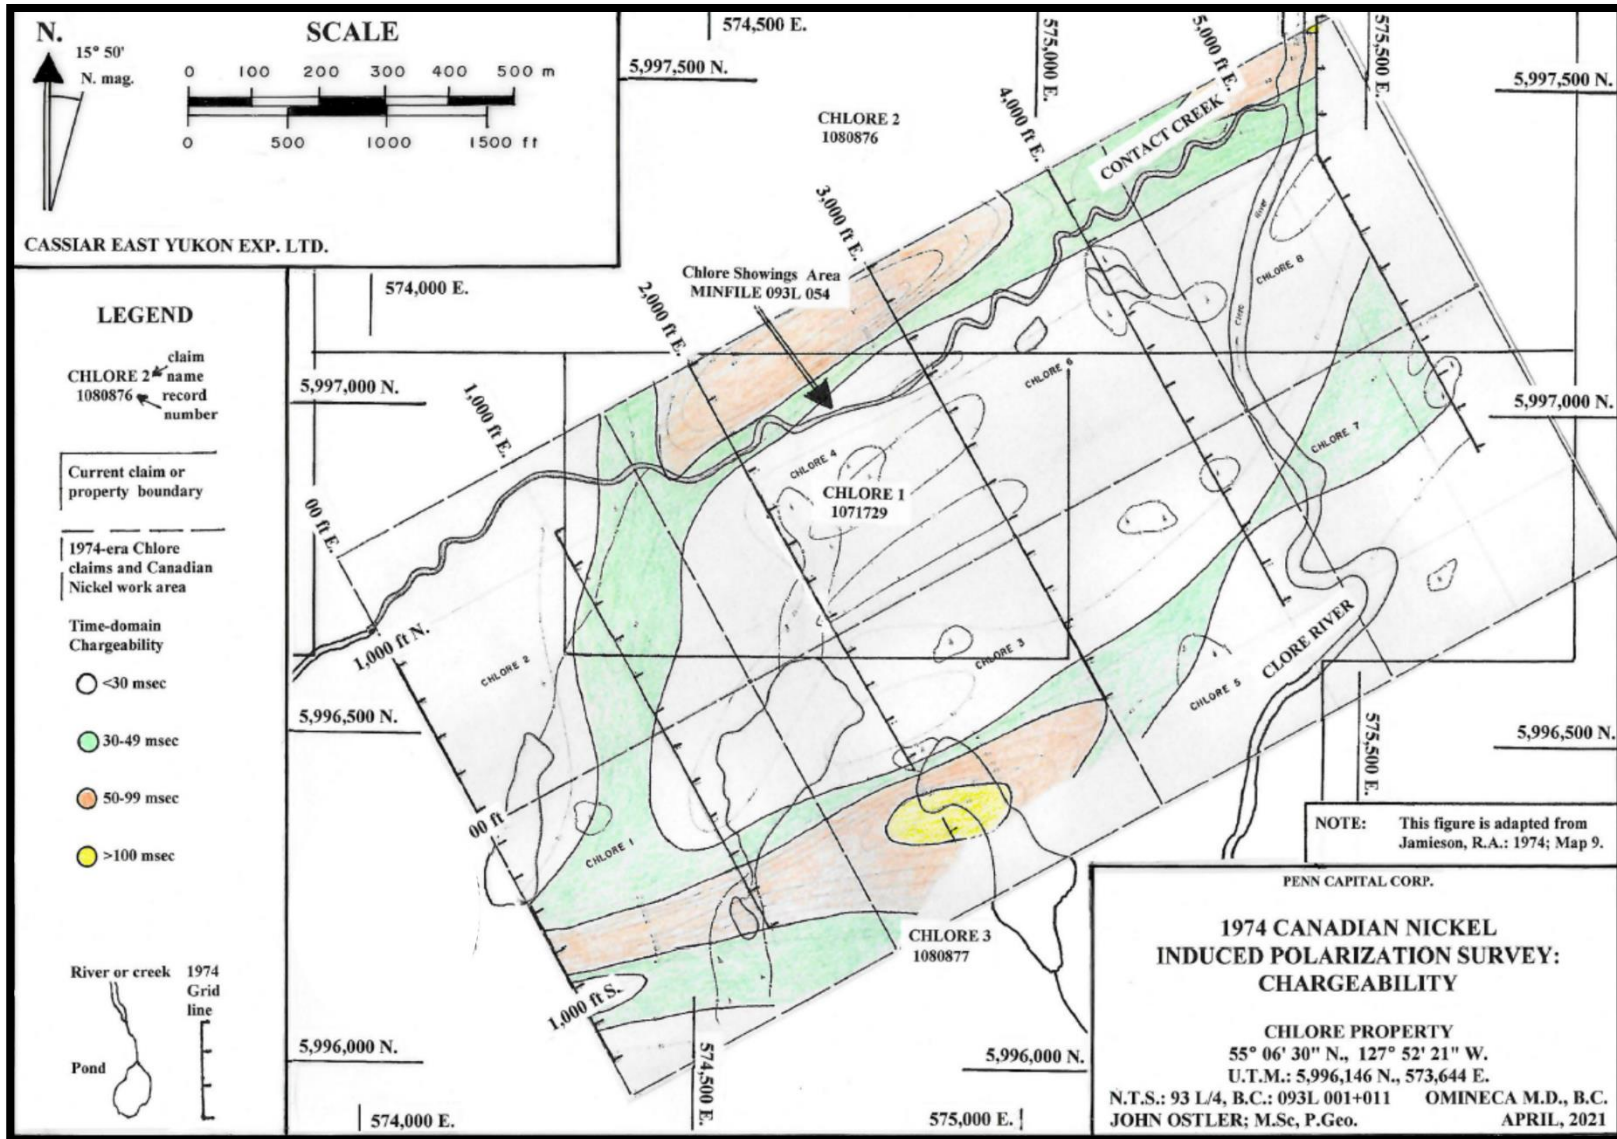 N.
15° 50'
N. mag.
SCALE
0 100 200 300 400 500 m
0 500 1000 1500 ft
CASSIAR EAST YUKON EXP. LTD.
574,500 E.
5,997,500 N.
575,000 E.
5,000 ft E.
575,500 E.
5,997,500 N.
CHLORE 2
1080876
4,000 ft E.
CONTACT CREEK
3,000 ft E.
574,000 E.
Chlore Showings Area
MINFILE 093L 054
2,000 ft E.
River
Clore
CHLORE 8
LEGEND
claim
CHLORE 2 name
1080876 record
number
5,997,000 N.
1,000 ft E.
CHLORE 6
5,997,000 N.
CHLORE 7
CHLORE 4
CHLORE 1
1071729
Current claim or
property boundary
00 ft E.
1974-era Chlore
claims and Canadian
Nickel work area
Time-domain
Chargeability
<30 msec
30-49 msec
50-99 msec
>100 msec
1,000 ft N.
CHLORE 2
CHLORE 3
CLORE RIVER
CHLORE 5
5,996,500 N.
575,500 E.
5,996,500 N.
00 ft
CHLORE 1
NOTE: This figure is adapted from
Jamieson, R.A.: 1974; Map 9.
CHLORE 3
1080877
River or creek 1974
Grid
line
Pond
1,000 ft S.
5,996,000 N.
574,500 E.
5,996,000 N.
574,000 E.
575,000 E.
PENN CAPITAL CORP.
1974 CANADIAN NICKEL
INDUCED POLARIZATION SURVEY:
CHARGEABILITY
CHLORE PROPERTY
55° 06' 30" N., 127° 52' 21" W.
U.T.M.: 5,996,146 N., 573,644 E.
N.T.S.: 93 L/4, B.C.: 093L 001+011 OMINECA M.D., B.C.
JOHN OSTLER; M.Sc, P.Geo. APRIL, 2021